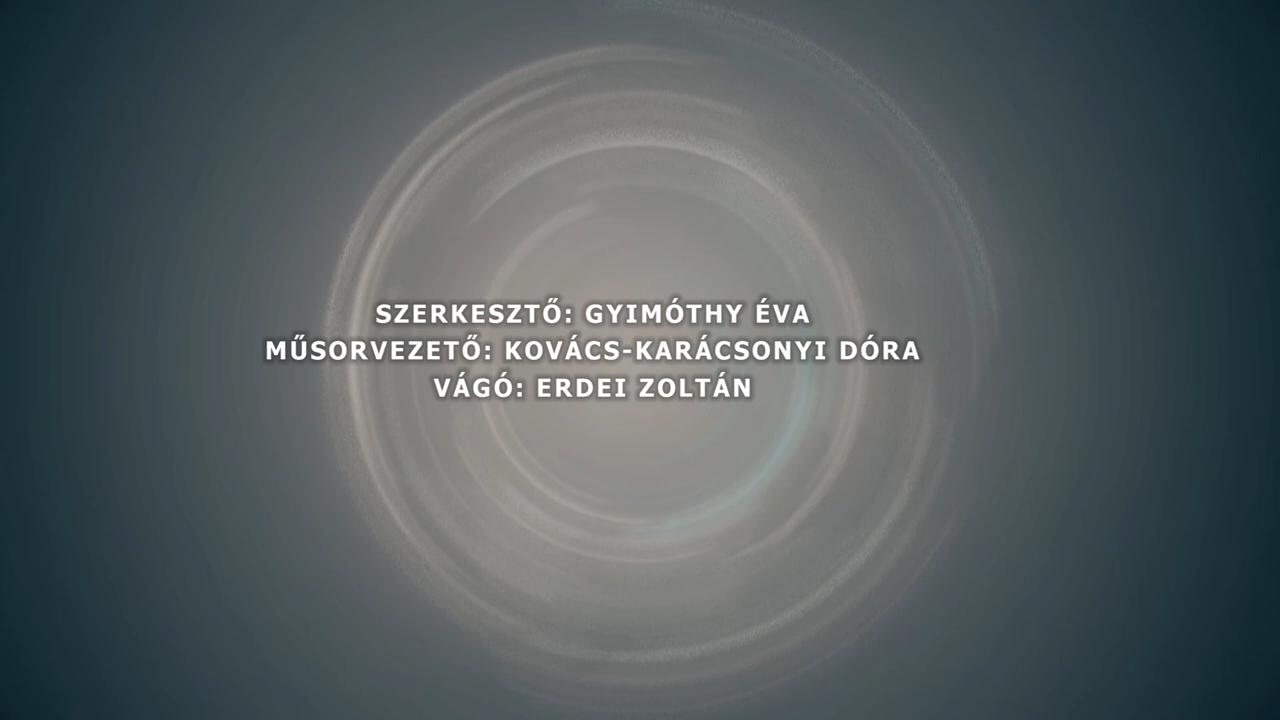 SZERKESZTŐ: GYIMÓTHY ÉVA
MŰSORVEZETŐ: KOVÁCS-KARÁCSONYI DÓRA
VÁGÓ: ERDEI ZOLTÁN